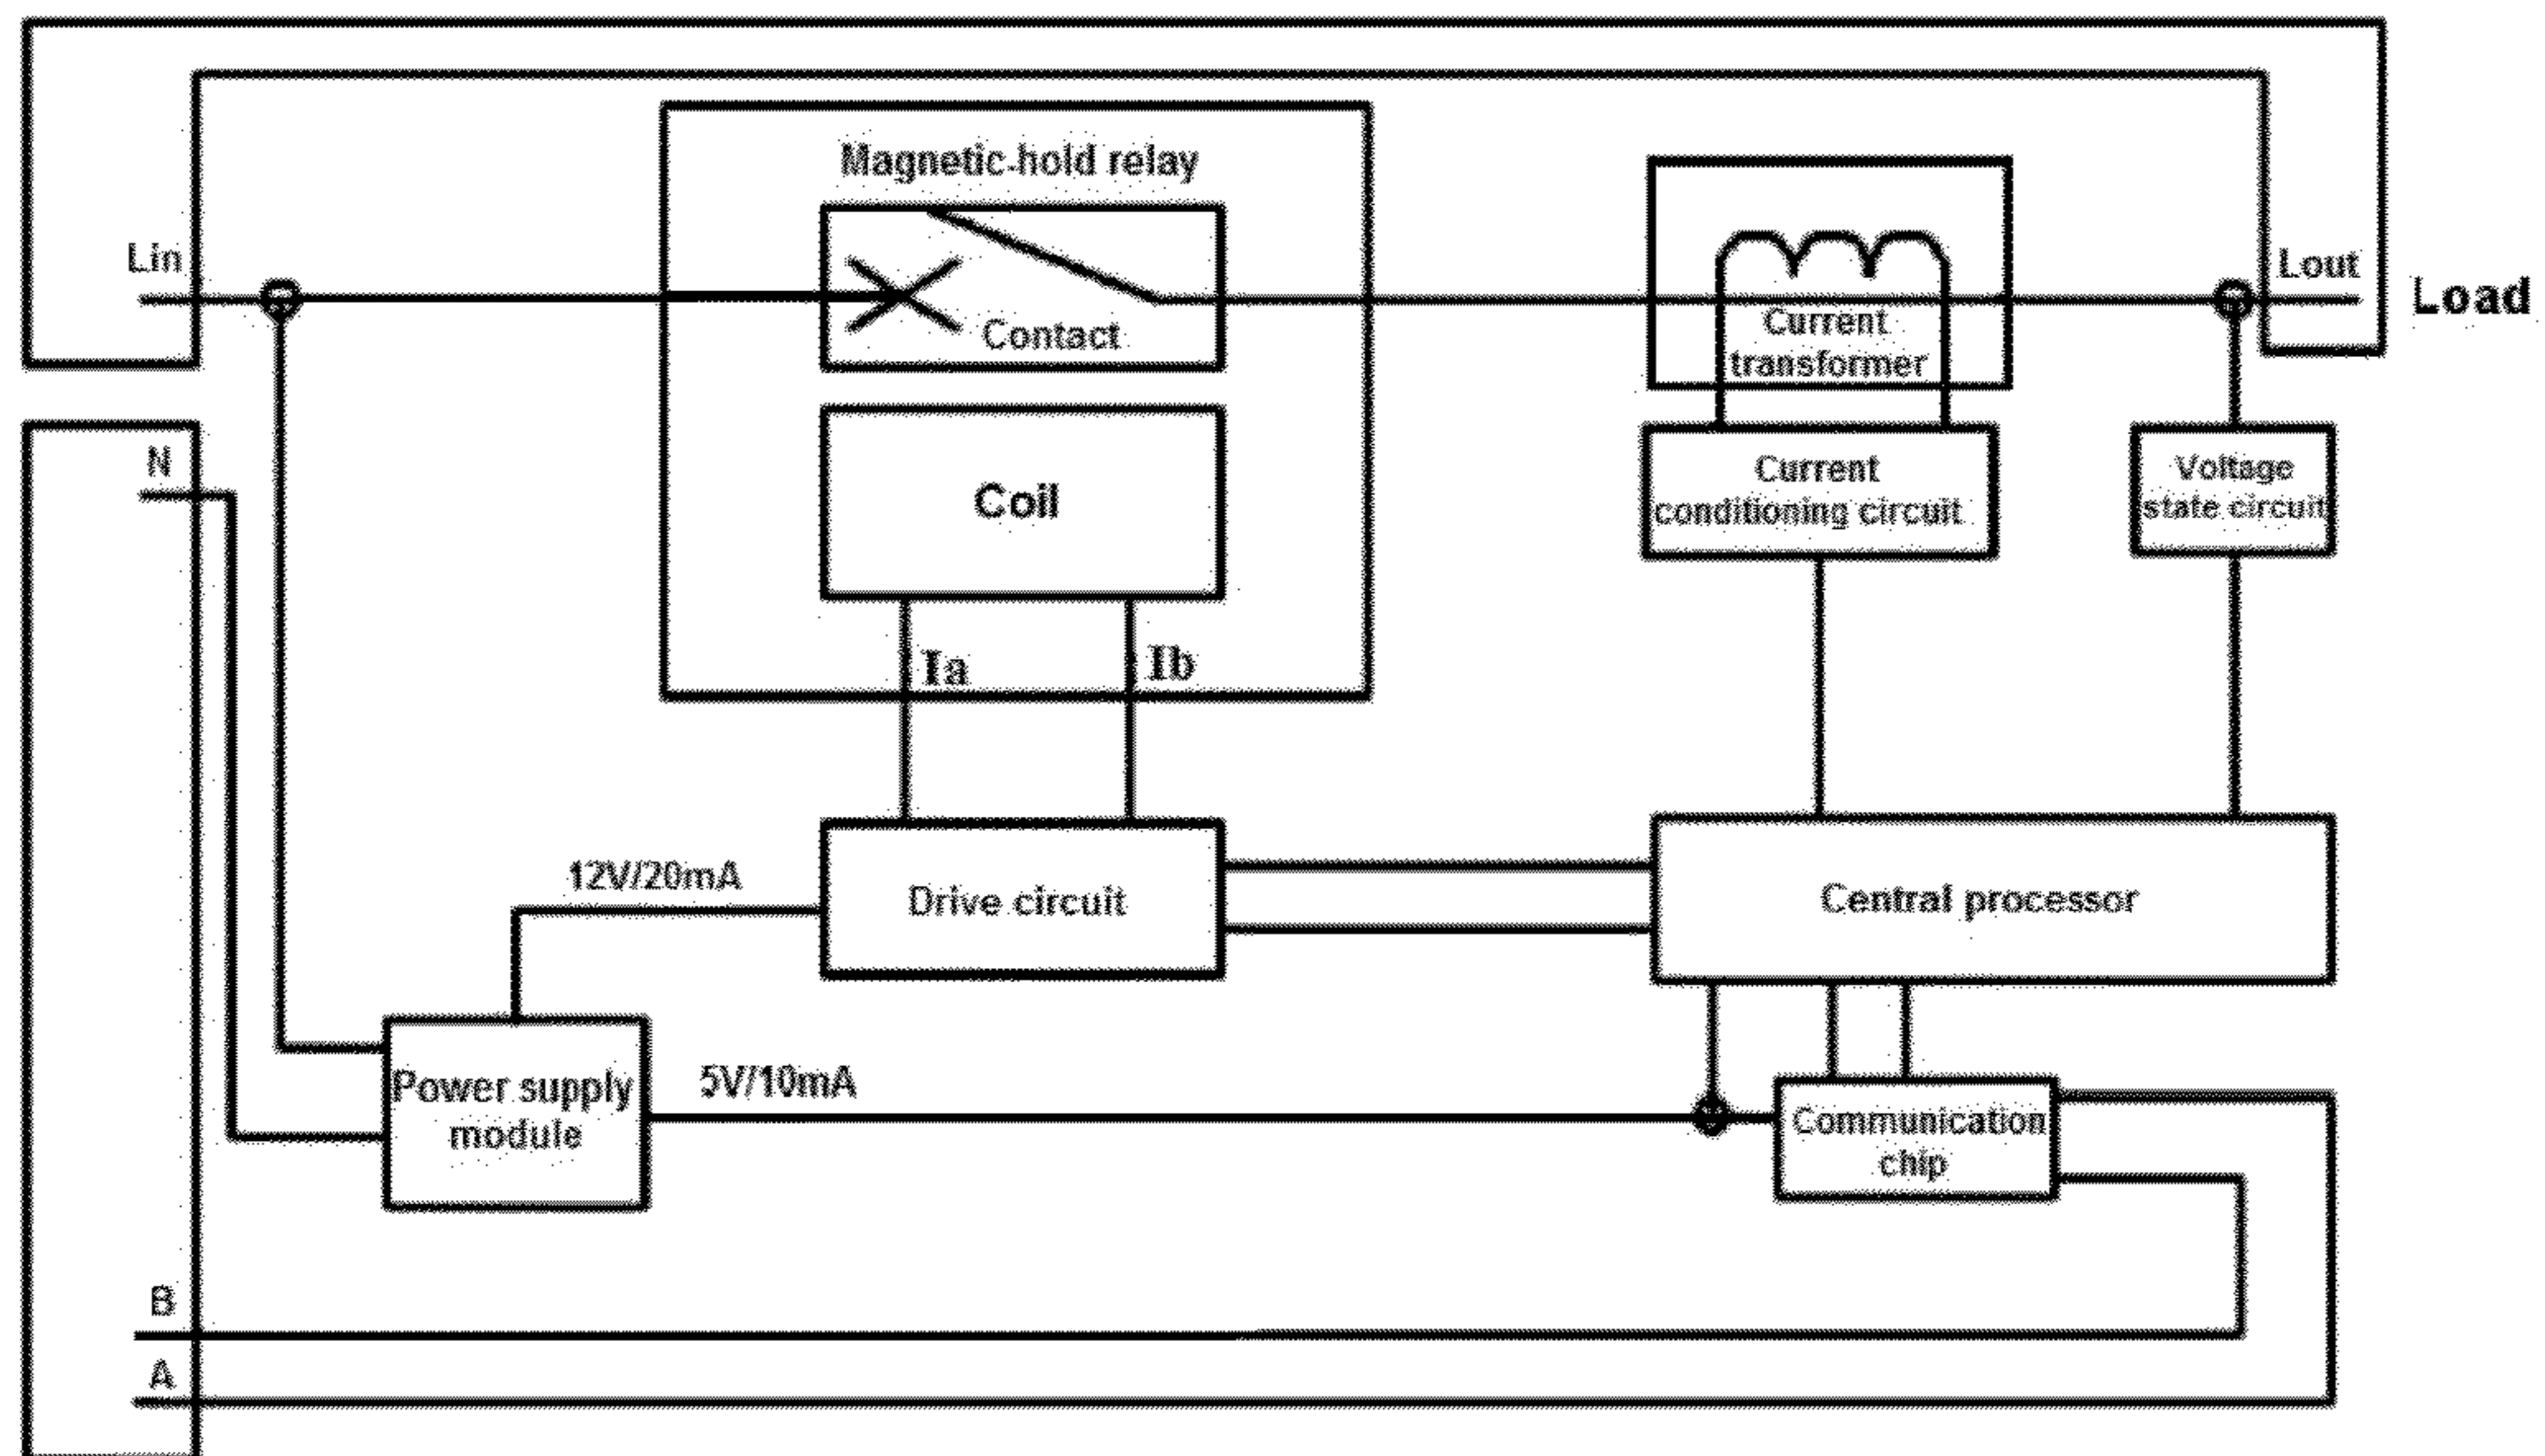 Magnetic-hold relay
Lin
Contact
Current
transformer
Lout
Load
N
Coil
Current
conditioning circuit
Voltage
state circuit
Ia
Ib
12V/20mA
Drive circuit
Central processor
Power supply
module
5V/10mA
Communication
chip
B
A